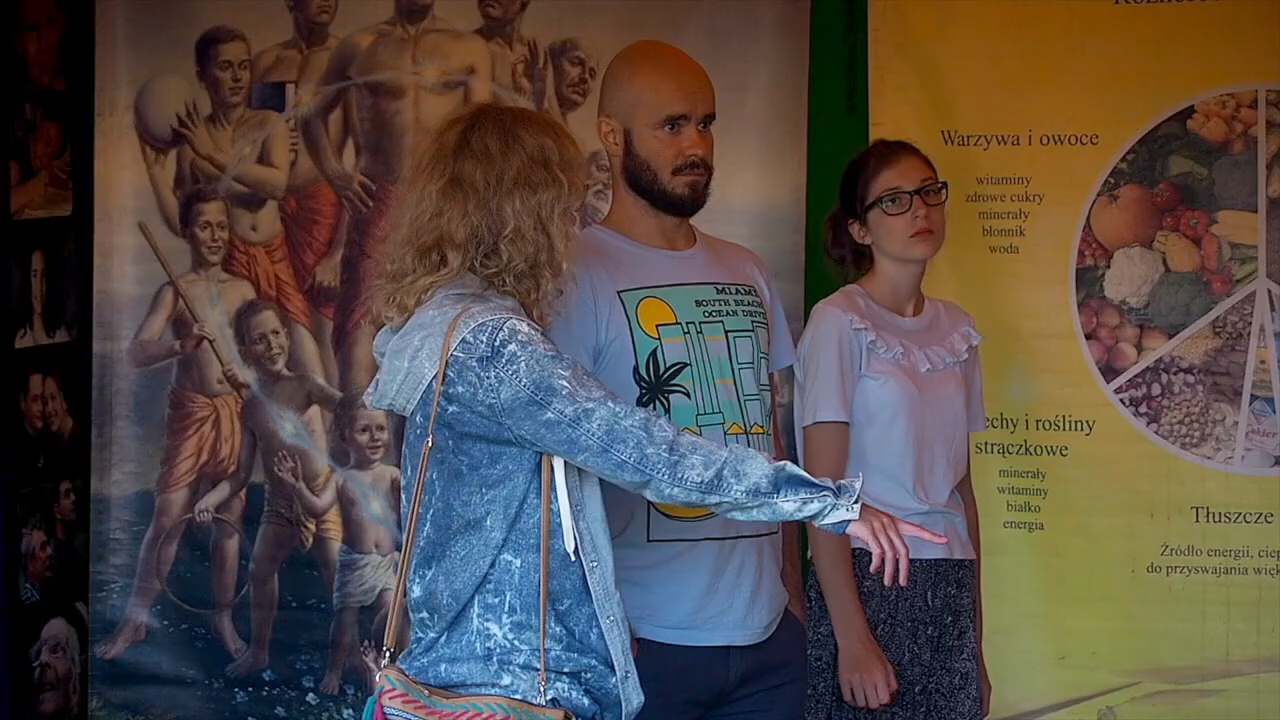 MIAMI
SOUTH BEACH
OCEAN DRIVE
Warzywa i owoce
witaminy
zdrowe cukry
minerały
błonnik
woda
strączkowe
i rośliny
minerały
witaminy
białko
energia
Tłuszcze
Źródło energii,
do przyswajania